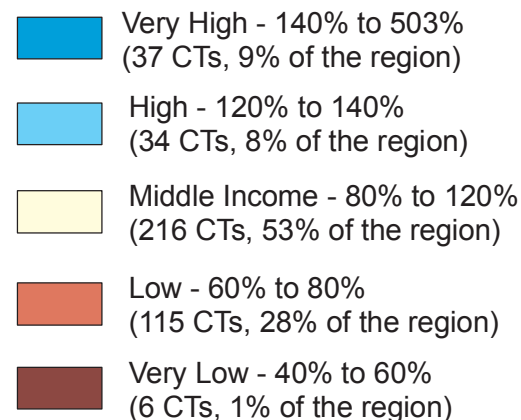 Very High - 140% to 503%
(37 CTs, 9% of the region)
High - 120% to 140%
(34 CTs, 8% of the region)
Middle Income - 80% to 120%
(216 CTs, 53% of the region)
Low - 60% to 80%
(115 CTs, 28% of the region)
Very Low - 40% to 60%
(6 CTs, 1% of the region)